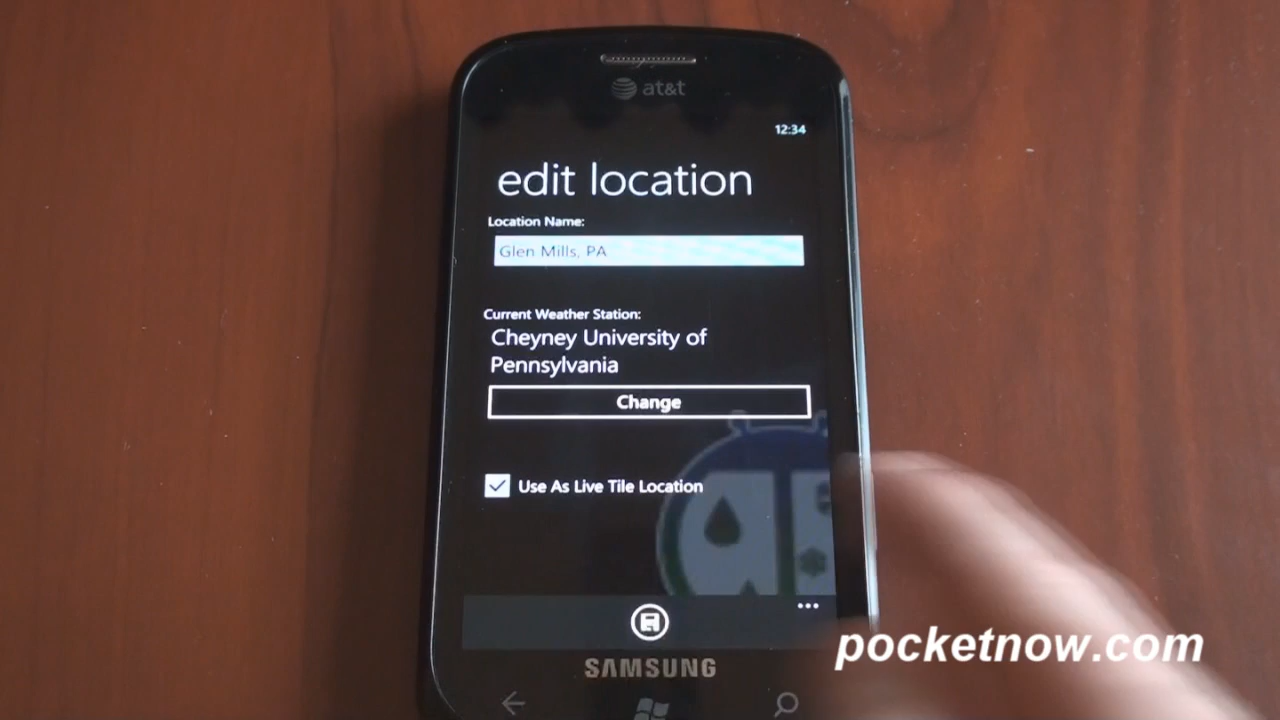 at&t
12:34
edit location
Location Name:
Glen Mills, PA
Current Weather Station:
Cheyney University of
Pennsylvania
Change
Use As Live Tile Location
SAMSUNG
pocketnow.com